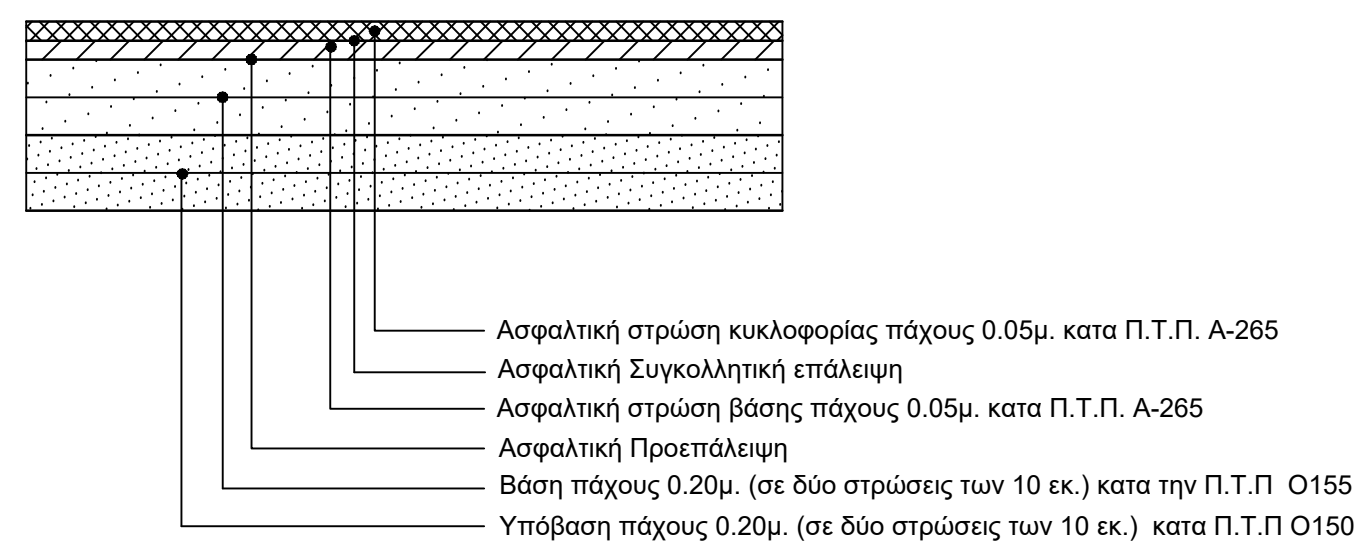 Ασφαλτική στρώση κυκλοφορίας πάχους 0.05μ. κατα Π.Τ.Π. Α-265
Ασφαλτική Συγκολλητική επάλειψη
Ασφαλτική στρώση βάσης πάχους 0.05μ. κατα Π.Τ.Π. Α-265
Ασφαλτική Προεπάλειψη
Βάση πάχους 0.20μ. (σε δύο στρώσεις των 10 εκ.) κατα την Π.Τ.Π Ο155
Υπόβαση πάχους 0.20μ. (σε δύο στρώσεις των 10 εκ.) κατα Π.Τ.Π Ο150